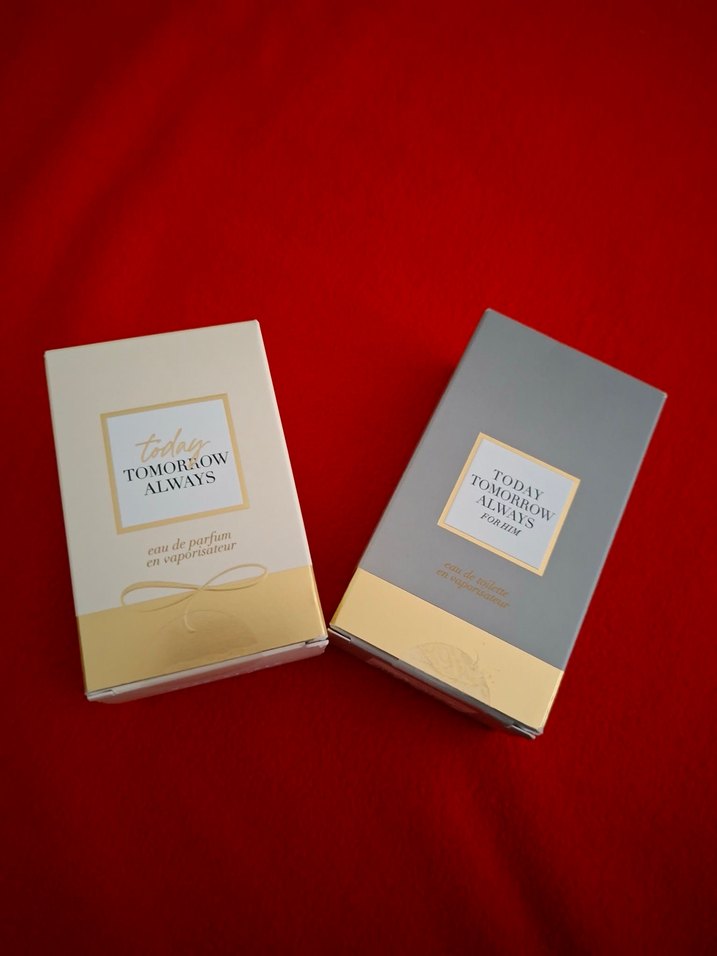 today
TOMORROW
ALWAYS
eau de parfum
en vaporisateur
TODAY
TOMORROW
ALWAYS
FOR HIM
eau de toilette
en vaporisateur